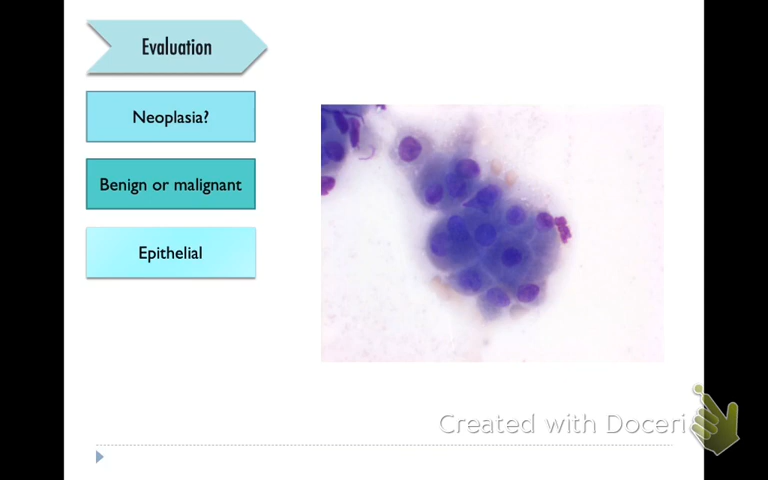 Evaluation
Neoplasia?
Benign or malignant
Epithelial
Created with Doceri